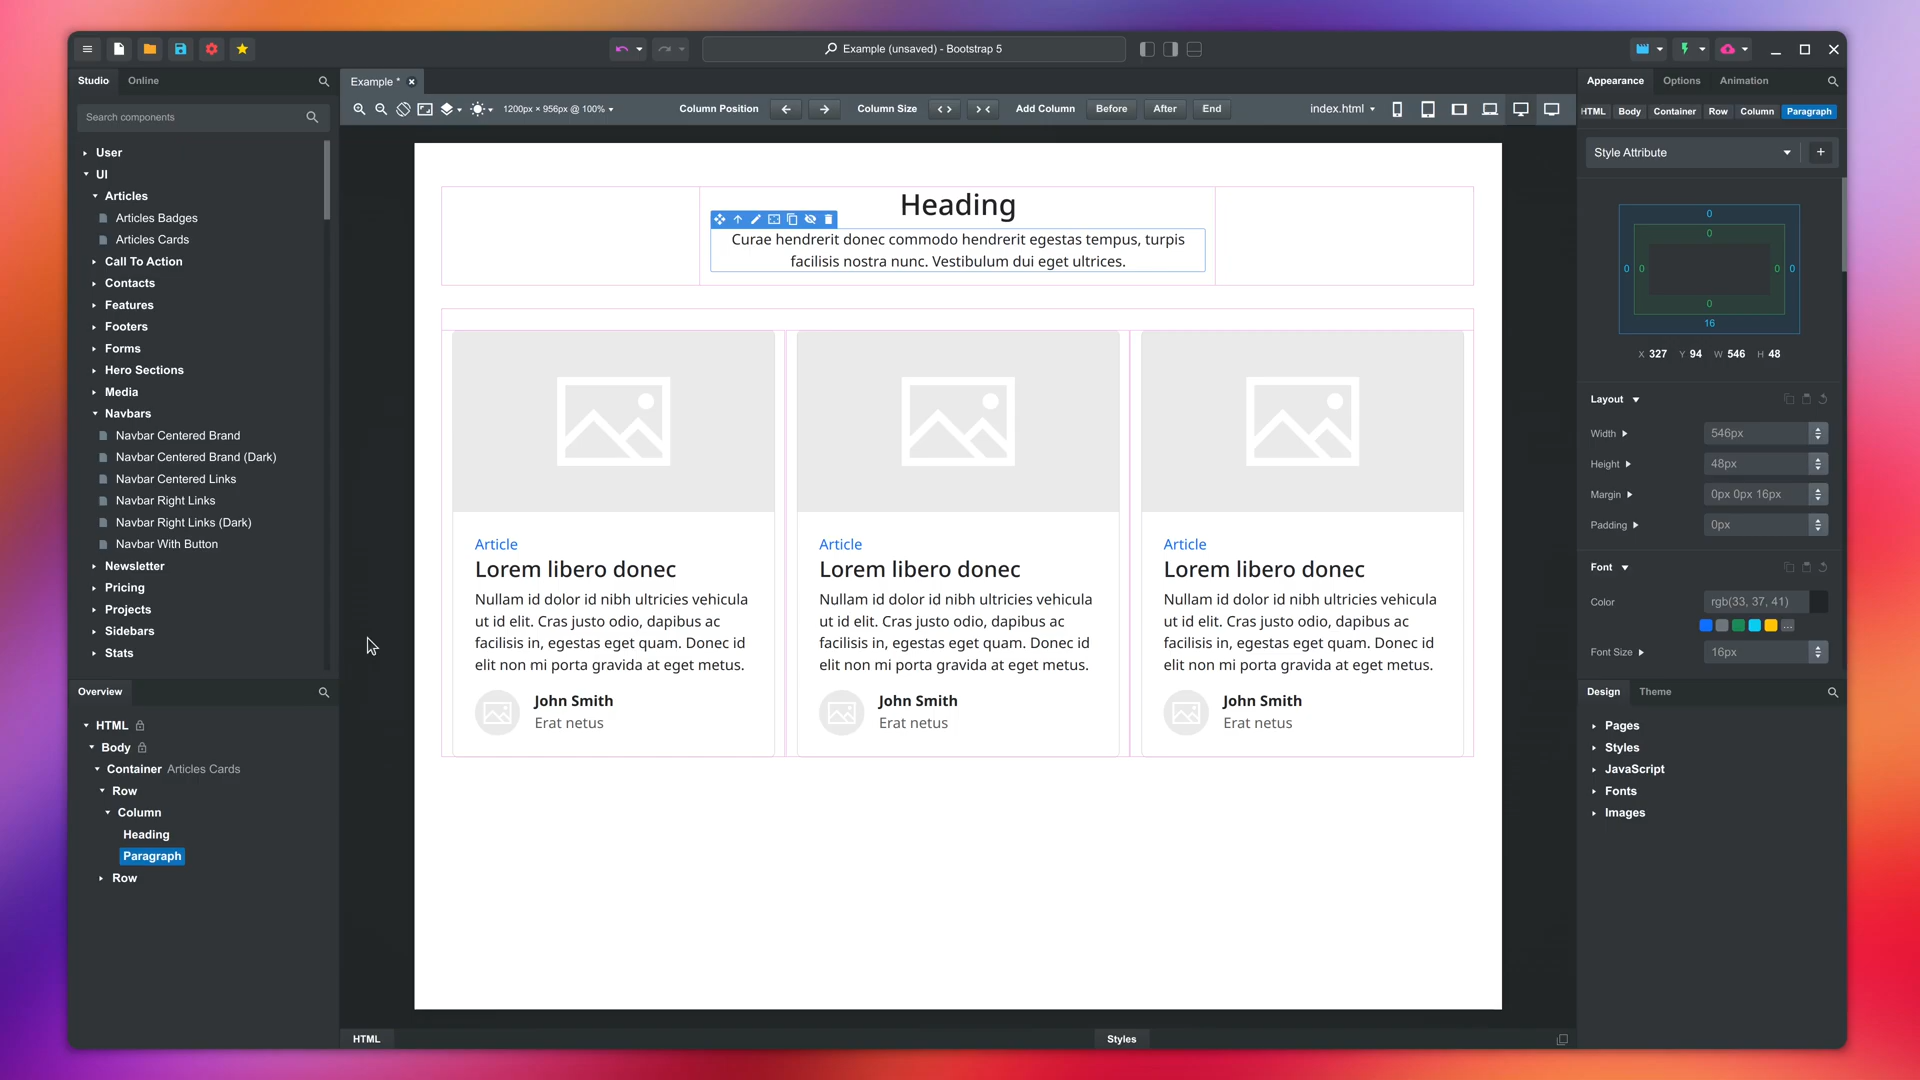 Example (unsaved) - Bootstrap 5
Studio
Online
Search components
User
UI
Articles
Articles Badges
Articles Cards
Call To Action
Contacts
Features
Footers
Forms
Hero Sections
Media
Navbars
Navbar Centered Brand
Navbar Centered Brand (Dark)
Navbar Centered Links
Navbar Right Links
Navbar Right Links (Dark)
Navbar With Button
Newsletter
Pricing
Projects
Sidebars
Stats
Overview
HTML
Body
Container Articles Cards
Row
Column
Heading
Paragraph
Row
Example *
1200px × 956px @ 100%
Column Position
Column Size
Add Column
Before
After
End
index.html
Heading
Curae hendrerit donec commodo hendrerit egestas tempus, turpis
facilisis nostra nunc. Vestibulum dui eget ultrices.
Article
Lorem libero donec
Nullam id dolor id nibh ultricies vehicula
ut id elit. Cras justo odio, dapibus ac
facilisis in, egestas eget quam. Donec id
elit non mi porta gravida at eget metus.
John Smith
Erat netus
Article
Lorem libero donec
Nullam id dolor id nibh ultricies vehicula
ut id elit. Cras justo odio, dapibus ac
facilisis in, egestas eget quam. Donec id
elit non mi porta gravida at eget metus.
John Smith
Erat netus
Article
Lorem libero donec
Nullam id dolor id nibh ultricies vehicula
ut id elit. Cras justo odio, dapibus ac
facilisis in, egestas eget quam. Donec id
elit non mi porta gravida at eget metus.
John Smith
Erat netus
HTML
Styles
Appearance
Options
Animation
HTML
Body
Container
Row
Column
Paragraph
Style Attribute
+
0
0
0 0 0 0
0
16
X 327 Y 94 W 546 H 48
Layout
Width 546px
Height 48px
Margin 0px 0px 16px
Padding 0px
Font
Color rgb(33, 37, 41)
...
Font Size 16px
Design
Theme
Pages
Styles
JavaScript
Fonts
Images